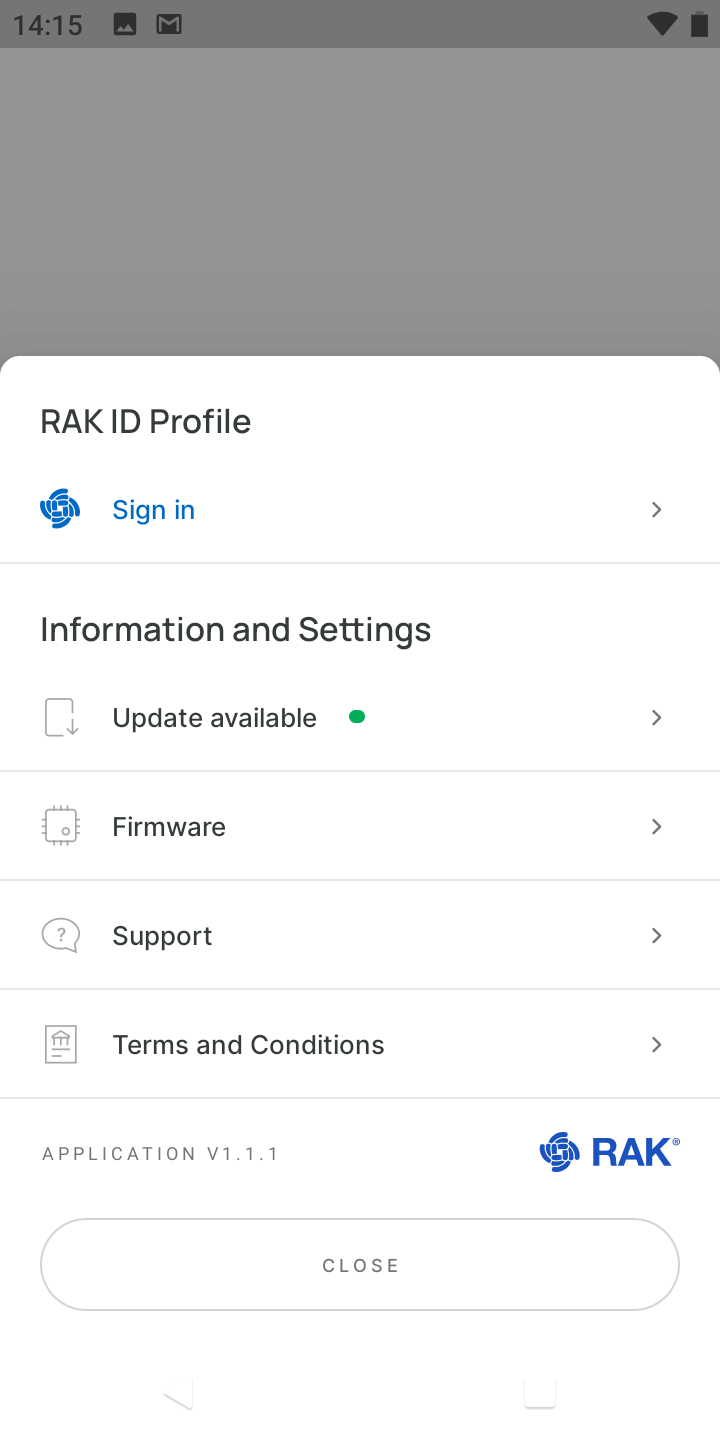 14:15
RAK ID Profile
Sign in
Information and Settings
Update available
Firmware
Support
Terms and Conditions
APPLICATION V1.1.1
RAK®
CLOSE